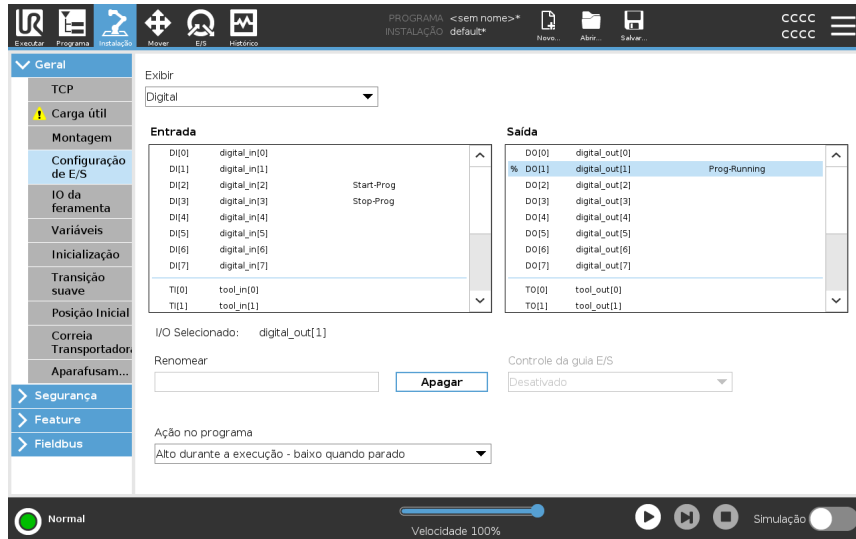 PROGRAMA <sem nome>*
INSTALAÇÃO default*
CCCC
CCCC
Executar
Programa
Instalação
Mover
E/S
Histórico
Novo...
Abrir...
Salvar...
Geral
TCP
Carga útil
Montagem
Configuração
de E/S
IO da
feramenta
Variáveis
Inicialização
Transição
suave
Posição Inicial
Correia
Transportadora
Aparafusam...
Segurança
Feature
Fieldbus
Exibir
Digital
Entrada
DI[0] digital_in[0]
DI[1] digital_in[1]
DI[2] digital_in[2] Start-Prog
DI[3] digital_in[3] Stop-Prog
DI[4] digital_in[4]
DI[5] digital_in[5]
DI[6] digital_in[6]
DI[7] digital_in[7]
TI[0] tool_in[0]
TI[1] tool_in[1]
Saída
DO[0] digital_out[0]
% DO[1] digital_out[1] Prog-Running
DO[2] digital_out[2]
DO[3] digital_out[3]
DO[4] digital_out[4]
DO[5] digital_out[5]
DO[6] digital_out[6]
DO[7] digital_out[7]
TO[0] tool_out[0]
TO[1] tool_out[1]
I/O Selecionado: digital_out[1]
Renomear
Apagar
Controle da guia E/S
Desativado
Ação no programa
Alto durante a execução - baixo quando parado
Normal
Velocidade 100%
Simulação